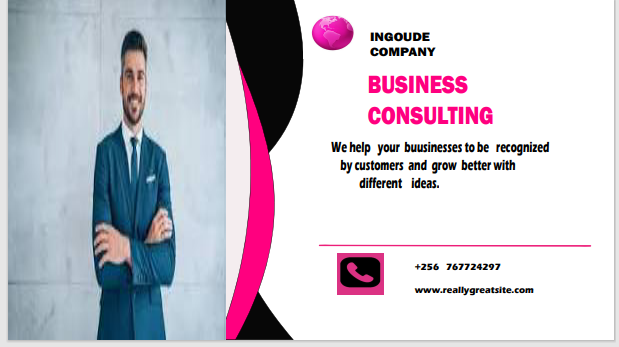 INGOUDE
COMPANY
BUSINESS
CONSULTING
We help your buusinesses to be recognized
by customers and grow better with
different ideas.
+256 767724297
www.reallygreatsite.com